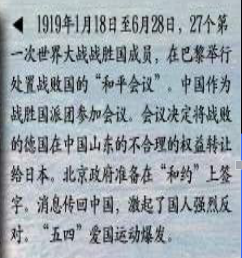 ◀ 1919年1月18日至6月28日，27个第
一次世界大战战胜国成员，在巴黎举行
处置战败国的“和平会议”。中国作为
战胜国派团参加会议。会议决定将战败
的德国在中国山东的不合理的权益转让
给日本。北京政府准备在“和约”上签
字。消息传回中国，激起了国人强烈反
对。“五四”爱国运动爆发。